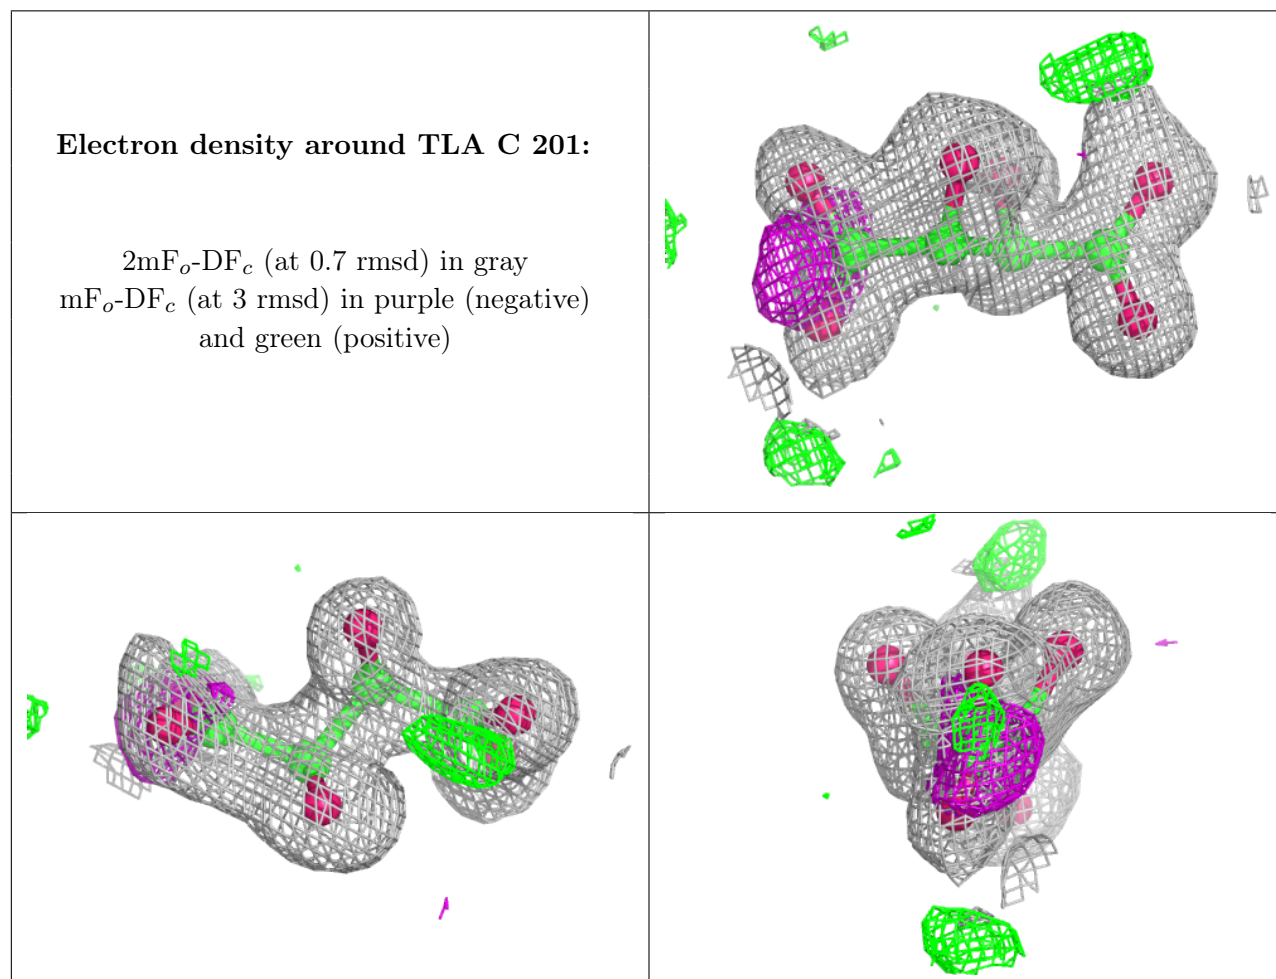 Electron density around TLA C 201:
2mFo-DFc (at 0.7 rmsd) in gray
mFo-DFc (at 3 rmsd) in purple (negative)
and green (positive)